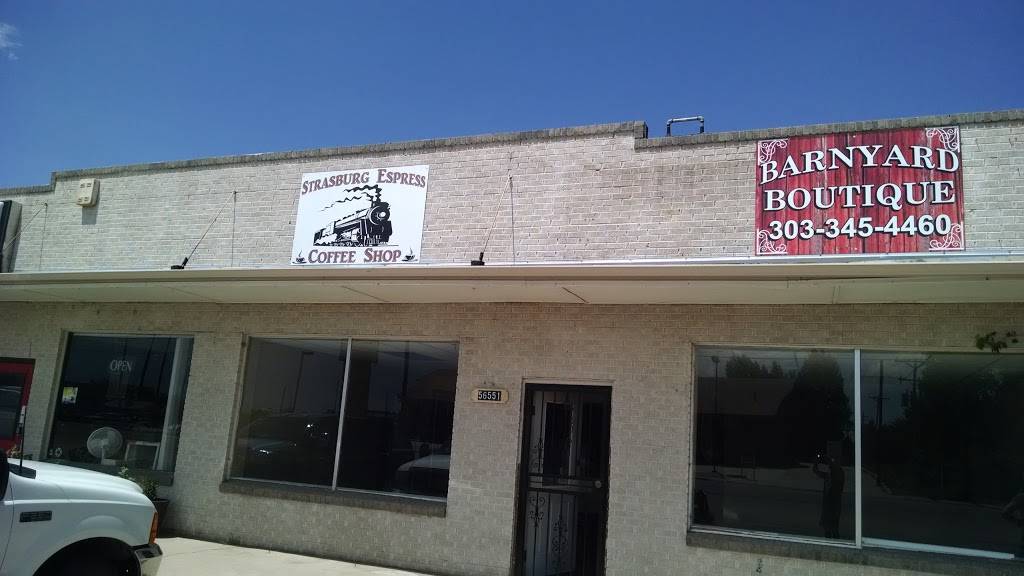 STRASBURG ESPRESS
COFFEE SHOP
BARNYARD
BOUTIQUE
303-345-4460
OPEN
56551